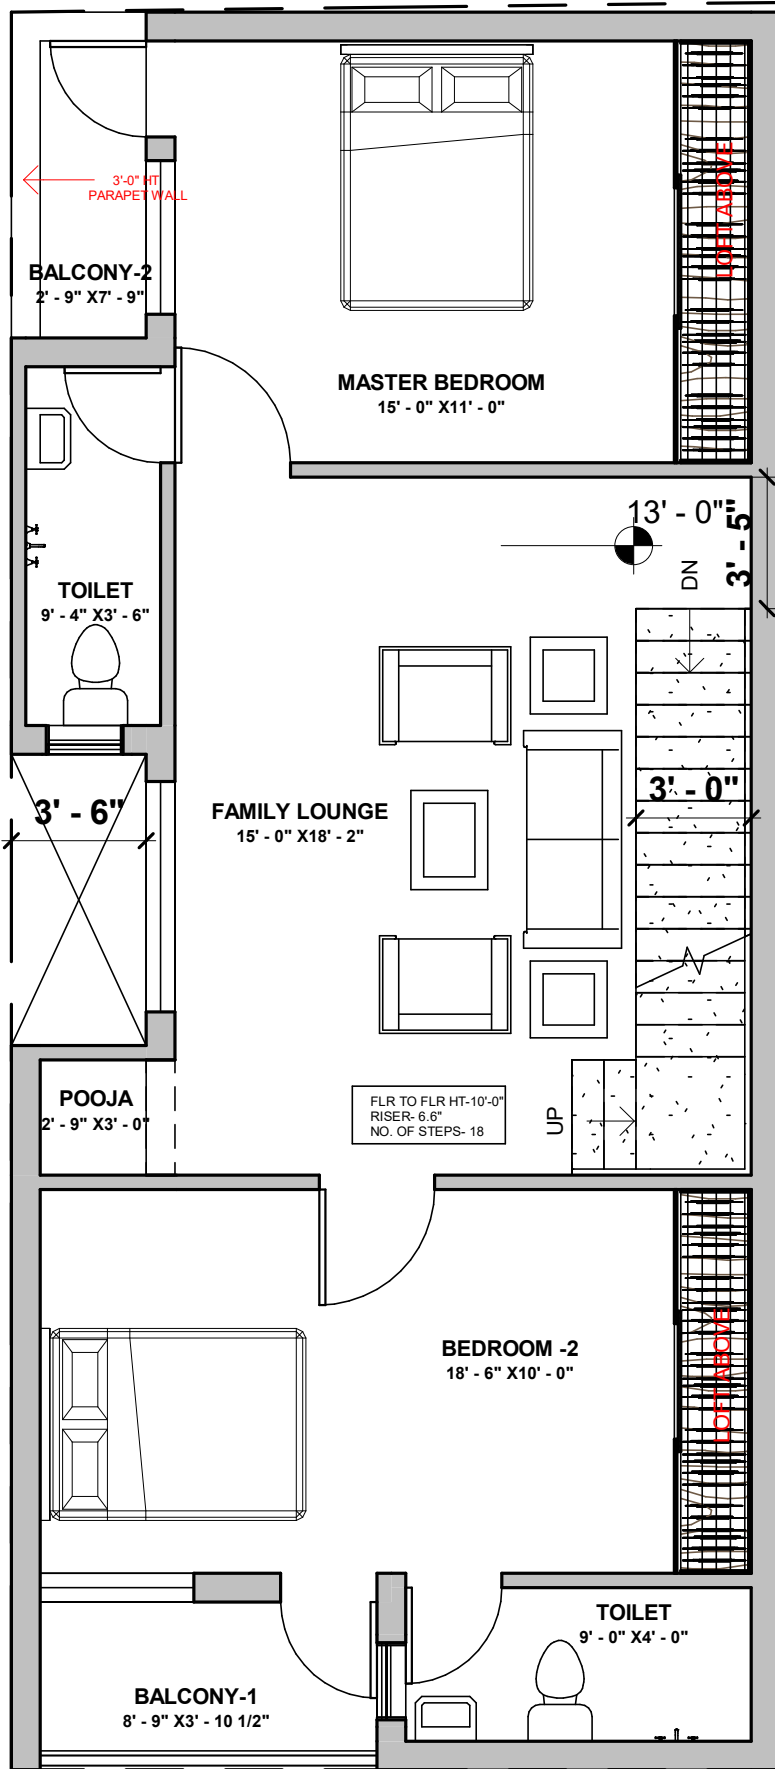 3'-0" HT
PARAPET WALL
BALCONY-2
2' - 9" X7' - 9"
LOFT ABOVE
MASTER BEDROOM
15' - 0" X11' - 0"
13' - 0"
3' - 5"
DN
TOILET
9' - 4" X3' - 6"
3' - 6"
3' - 0"
FAMILY LOUNGE
15' - 0" X18' - 2"
POOJA
2' - 9" X3' - 0"
FLR TO FLR HT-10'-0"
RISER- 6.6"
NO. OF STEPS- 18
UP
BEDROOM -2
18' - 6" X10' - 0"
LOFT ABOVE
TOILET
9' - 0" X4' - 0"
BALCONY-1
8' - 9" X3' - 10 1/2"